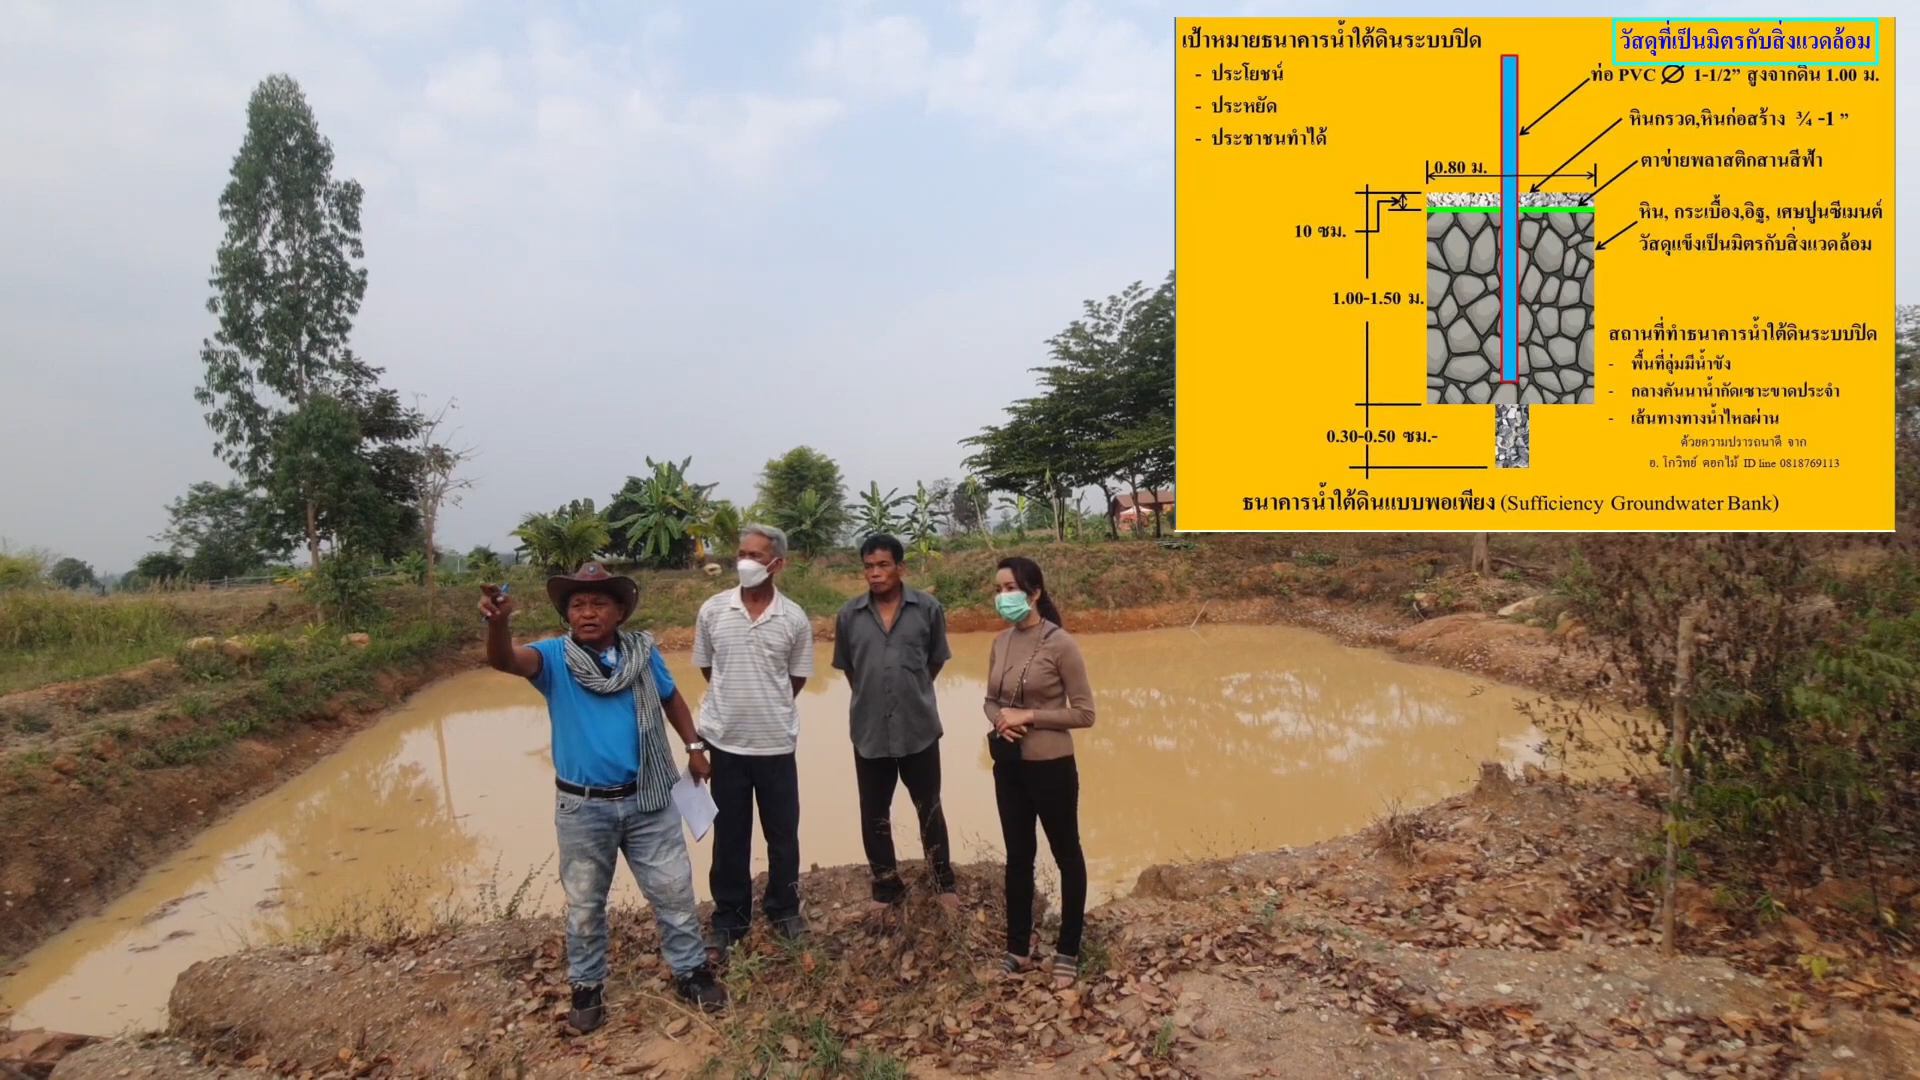 เป้าหมายธนาคารน้ำใต้ดินระบบปิด
- ประโยชน์
- ประหยัด
- ประชาชนทำได้
วัสดุที่เป็นมิตรกับสิ่งแวดล้อม
ท่อ PVC Ø 1-1/2” สูงจากดิน 1.00 ม.
หินกรวด,หินก่อสร้าง ¾ -1 ”
ตาข่ายพลาสติกสานสีฟ้า
หิน, กระเบื้อง,อิฐ, เศษปูนซีเมนต์
วัสดุแข็งเป็นมิตรกับสิ่งแวดล้อม
0.80 ม.
10 ซม.
1.00-1.50 ม.
0.30-0.50 ซม.-
สถานที่ทำธนาคารน้ำใต้ดินระบบปิด
- พื้นที่ลุ่มมีน้ำขัง
- กลางคันนาน้ำกัดเซาะขาดประจำ
- เส้นทางทางน้ำไหลผ่าน
ด้วยความปรารถนาดี จาก
อ. โกวิทย์ ดอกไม้ ID line 0818769113
ธนาคารน้ำใต้ดินแบบพอเพียง (Sufficiency Groundwater Bank)